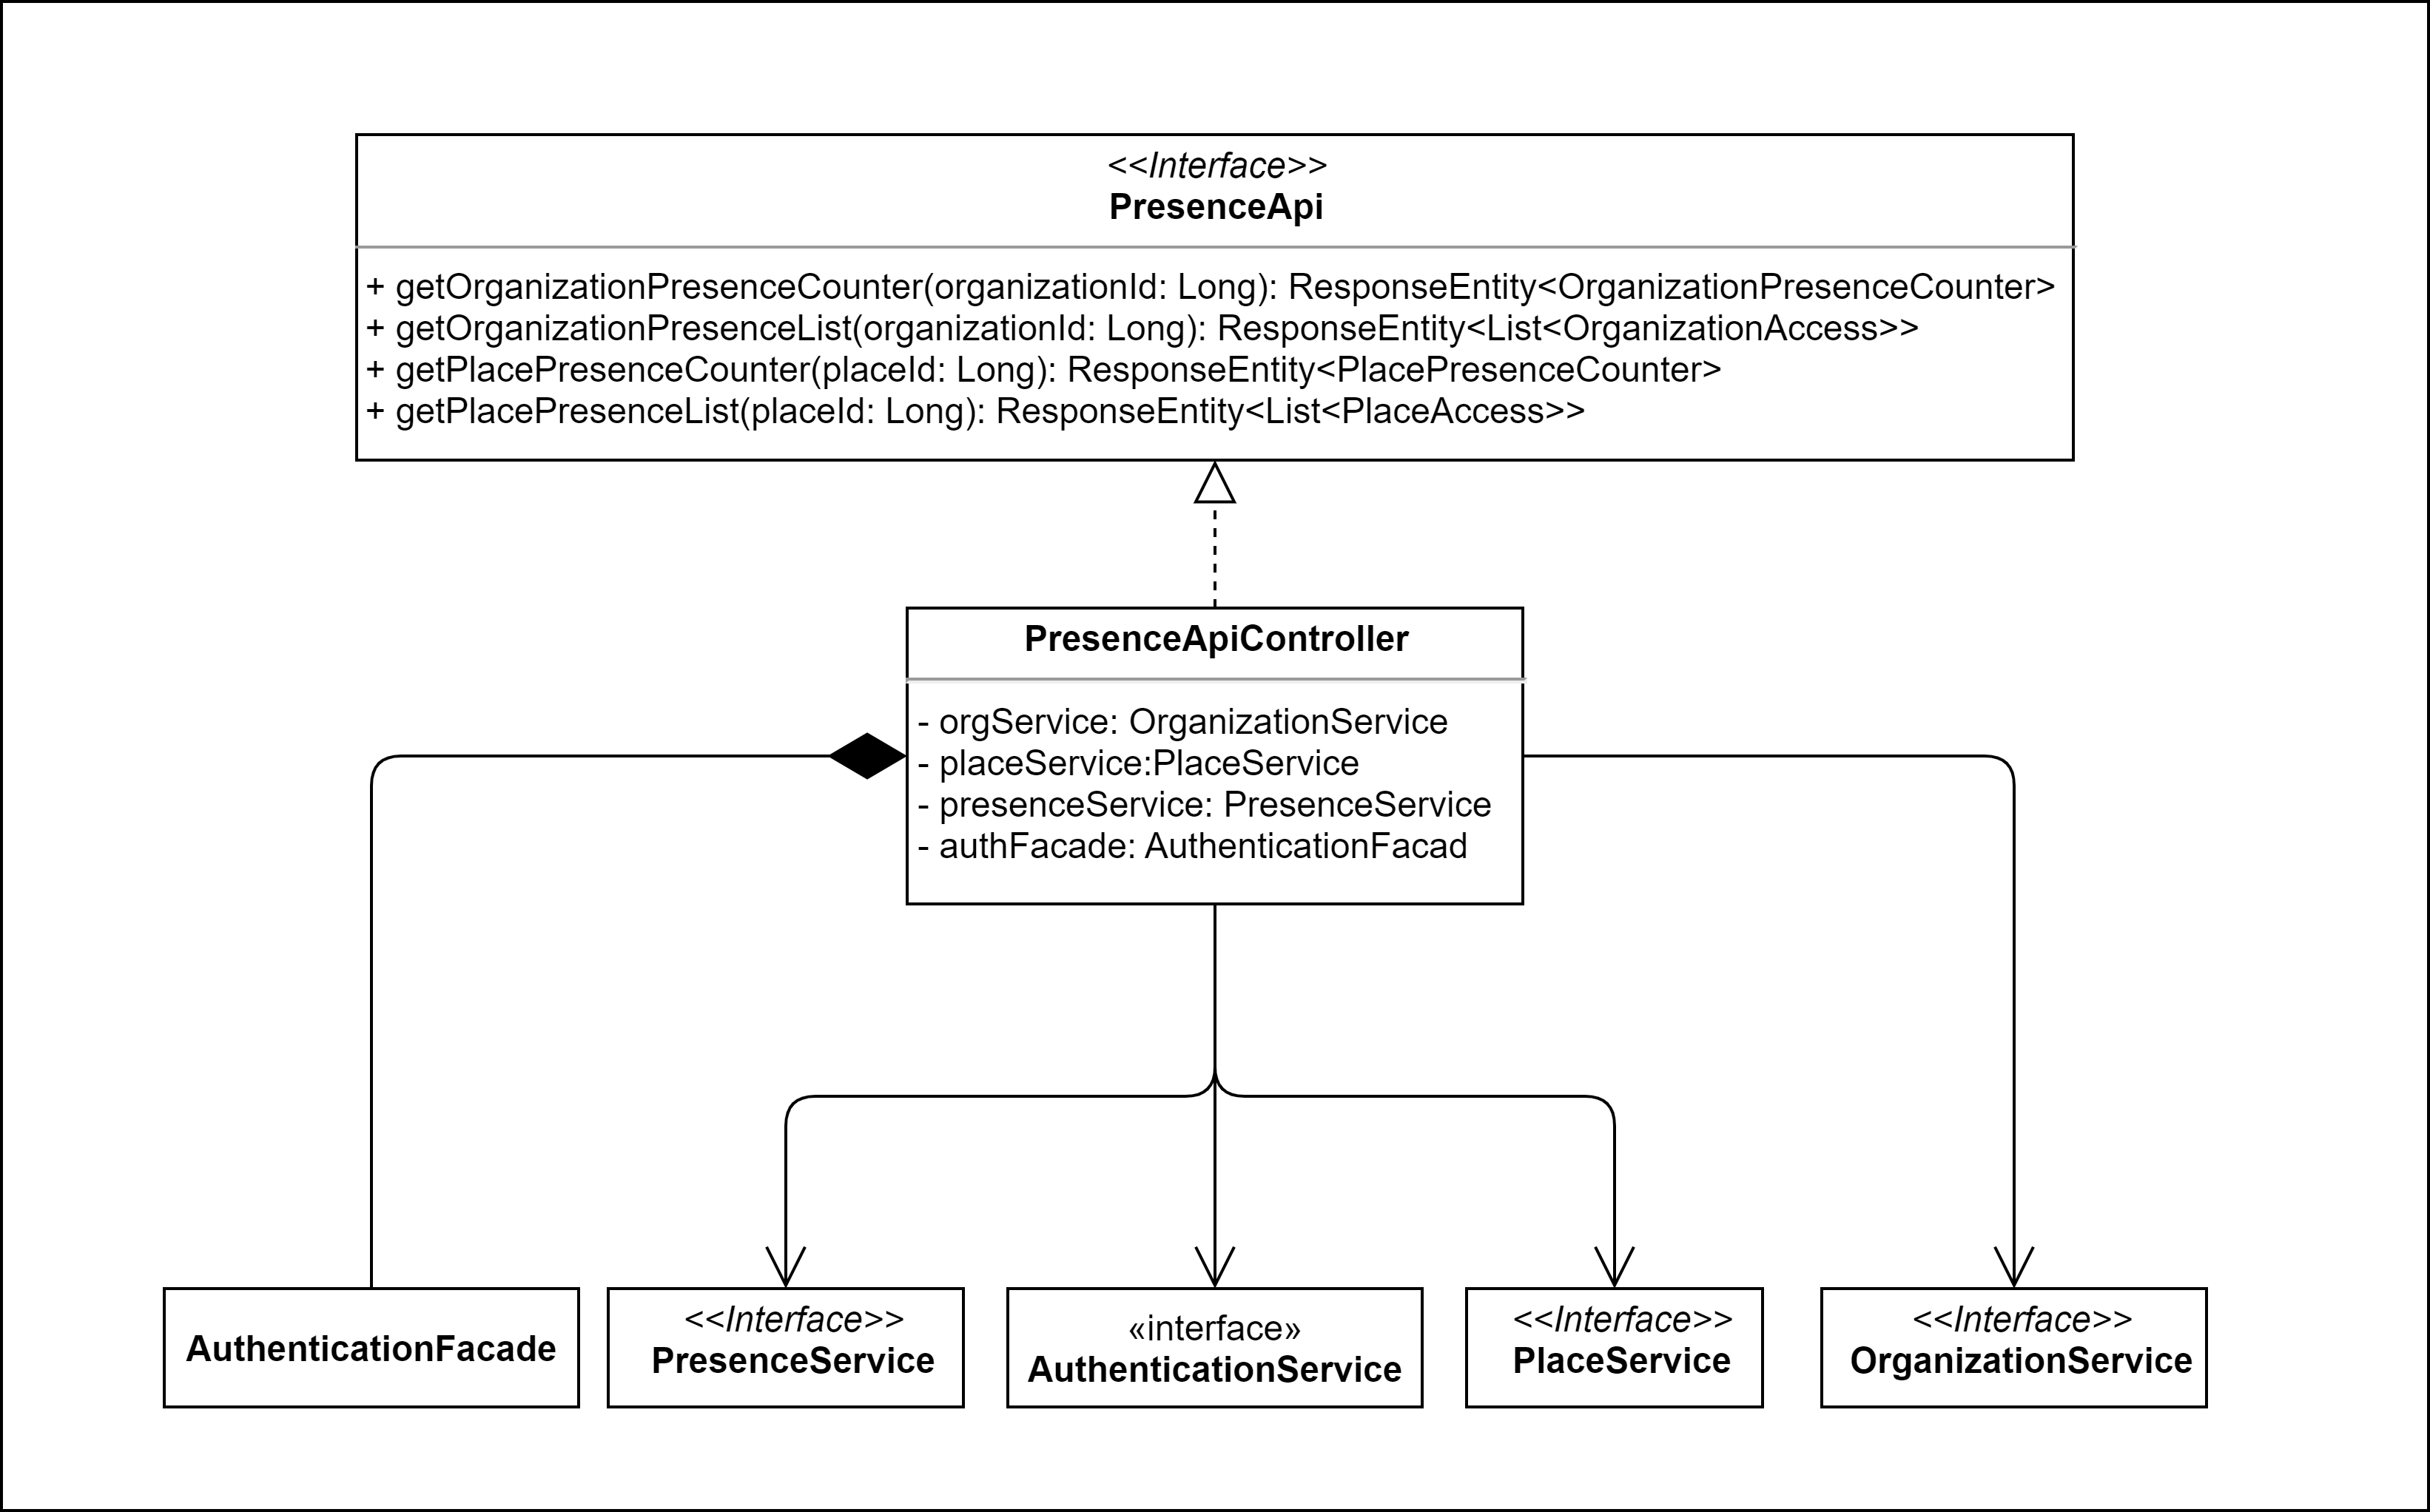 <<Interface>>
PresenceApi
+ getOrganizationPresenceCounter(organizationId: Long): ResponseEntity<OrganizationPresenceCounter>
+ getOrganizationPresenceList(organizationId: Long): ResponseEntity<List<OrganizationAccess>>
+ getPlacePresenceCounter(placeId: Long): ResponseEntity<PlacePresenceCounter>
+ getPlacePresenceList(placeId: Long): ResponseEntity<List<PlaceAccess>>
PresenceApiController
- orgService: OrganizationService
- placeService:PlaceService
- presenceService: PresenceService
- authFacade: AuthenticationFacad
AuthenticationFacade
<<Interface>>
PresenceService
«interface»
AuthenticationService
<<Interface>>
PlaceService
<<Interface>>
OrganizationService